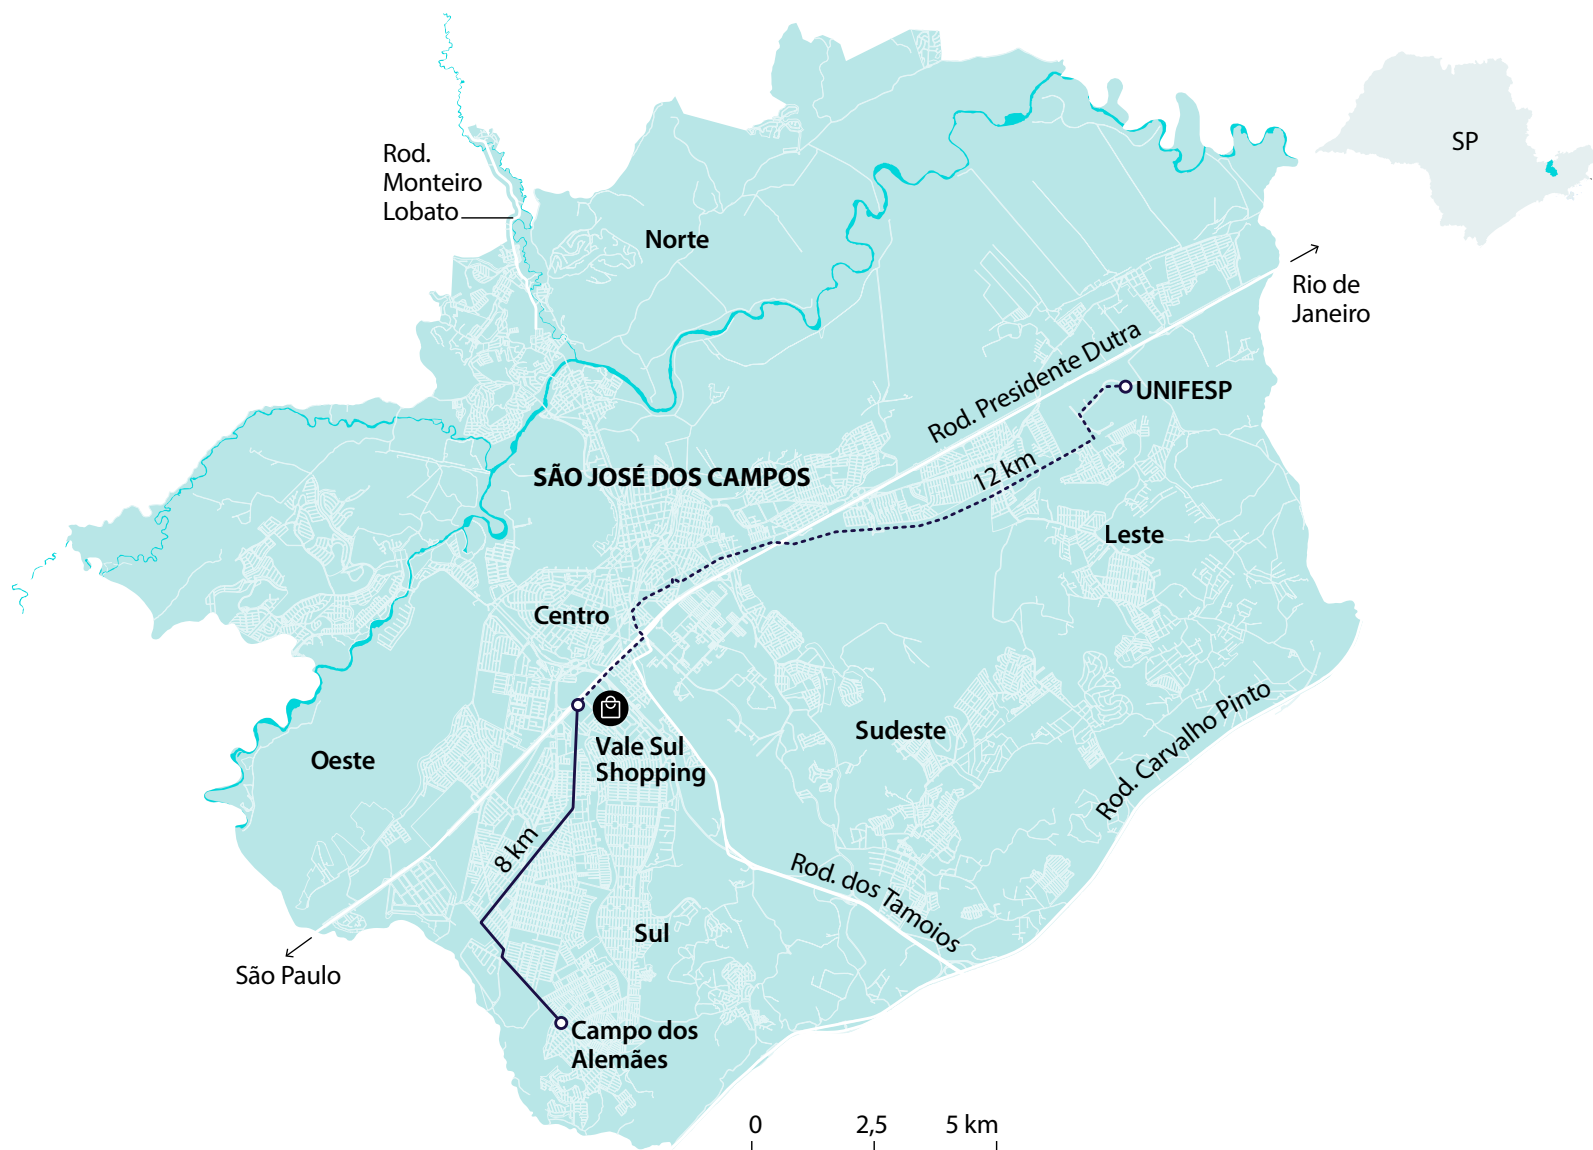 Rod.
Monteiro
Lobato
Norte
SP
Rio de
Janeiro
Rod. Presidente Dutra
UNIFESP
12 km
SÃO JOSÉ DOS CAMPOS
Leste
Centro
Vale Sul
Shopping
Sudeste
Rod. Carvalho Pinto
Oeste
8 km
Rod. dos Tamoios
Sul
São Paulo
Campo dos
Alemães
0 2,5 5 km